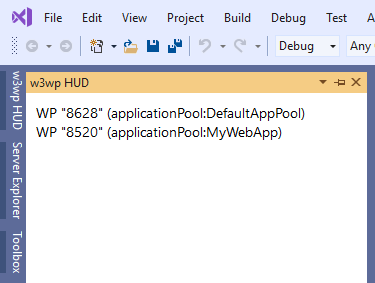 File Edit View Project Build Debug Test
Debug Any
w3wp HUD
Server Explorer
Toolbox
w3wp HUD
WP "8628" (applicationPool:DefaultAppPool)
WP "8520" (applicationPool:MyWebApp)